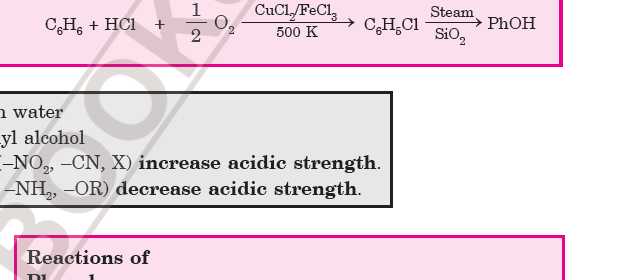 C₆H₆ + HCl + 1/2 O₂ CuCl₂/FeCl₃ 500 K → C₆H₅Cl Steam SiO₂ → PhOH
n water
yl alcohol
(–NO₂, –CN, X) increase acidic strength.
–NH₂, –OR) decrease acidic strength.
Reactions of